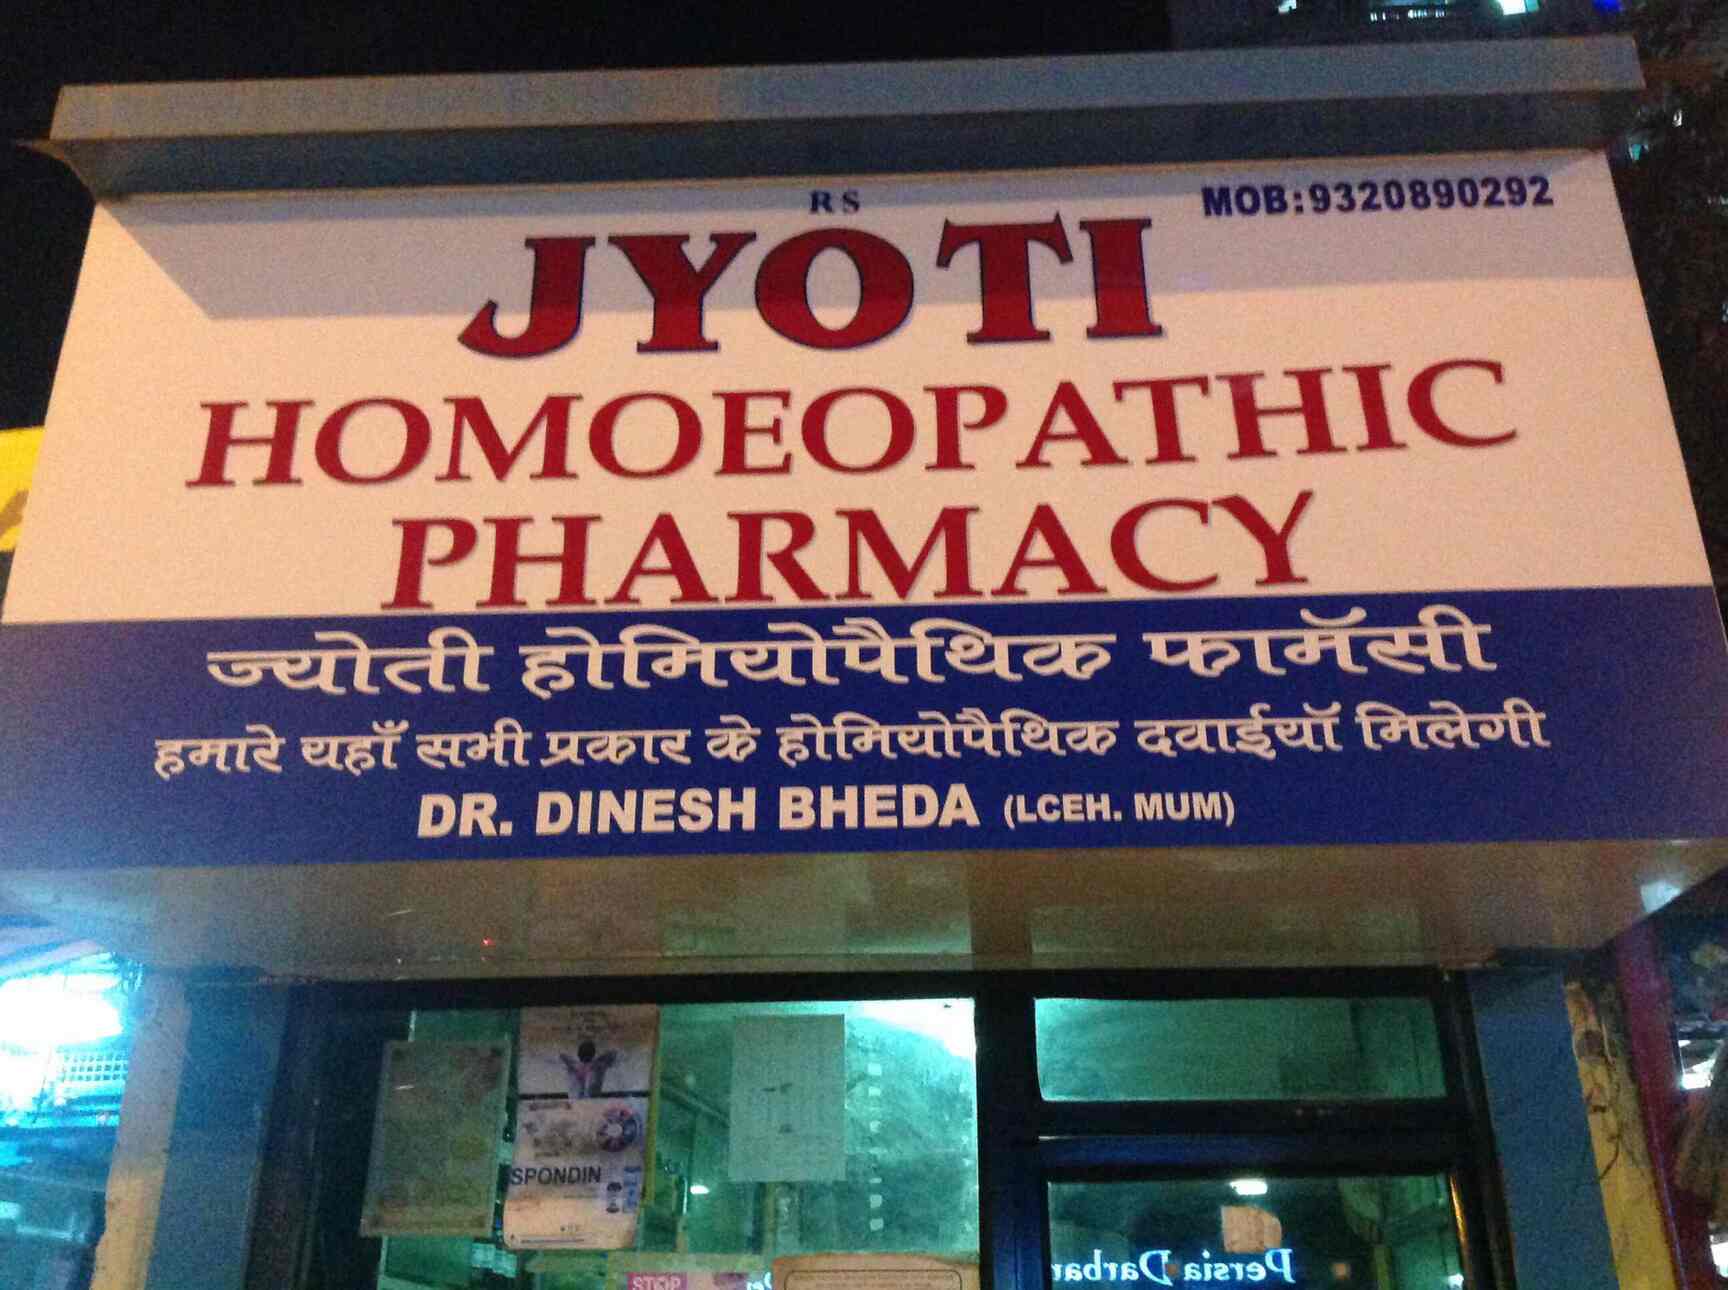 RS
MOB:9320890292
JYOTI
HOMOEOPATHIC
PHARMACY
ज्योती होमियोपैथिक फार्मॅसी
हमारे यहाँ सभी प्रकार के होमियोपैथिक दवाईयॉ मिलेगी
DR. DINESH BHEDA (LCEH. MUM)
SPONDIN
STOP
Persia Darbar